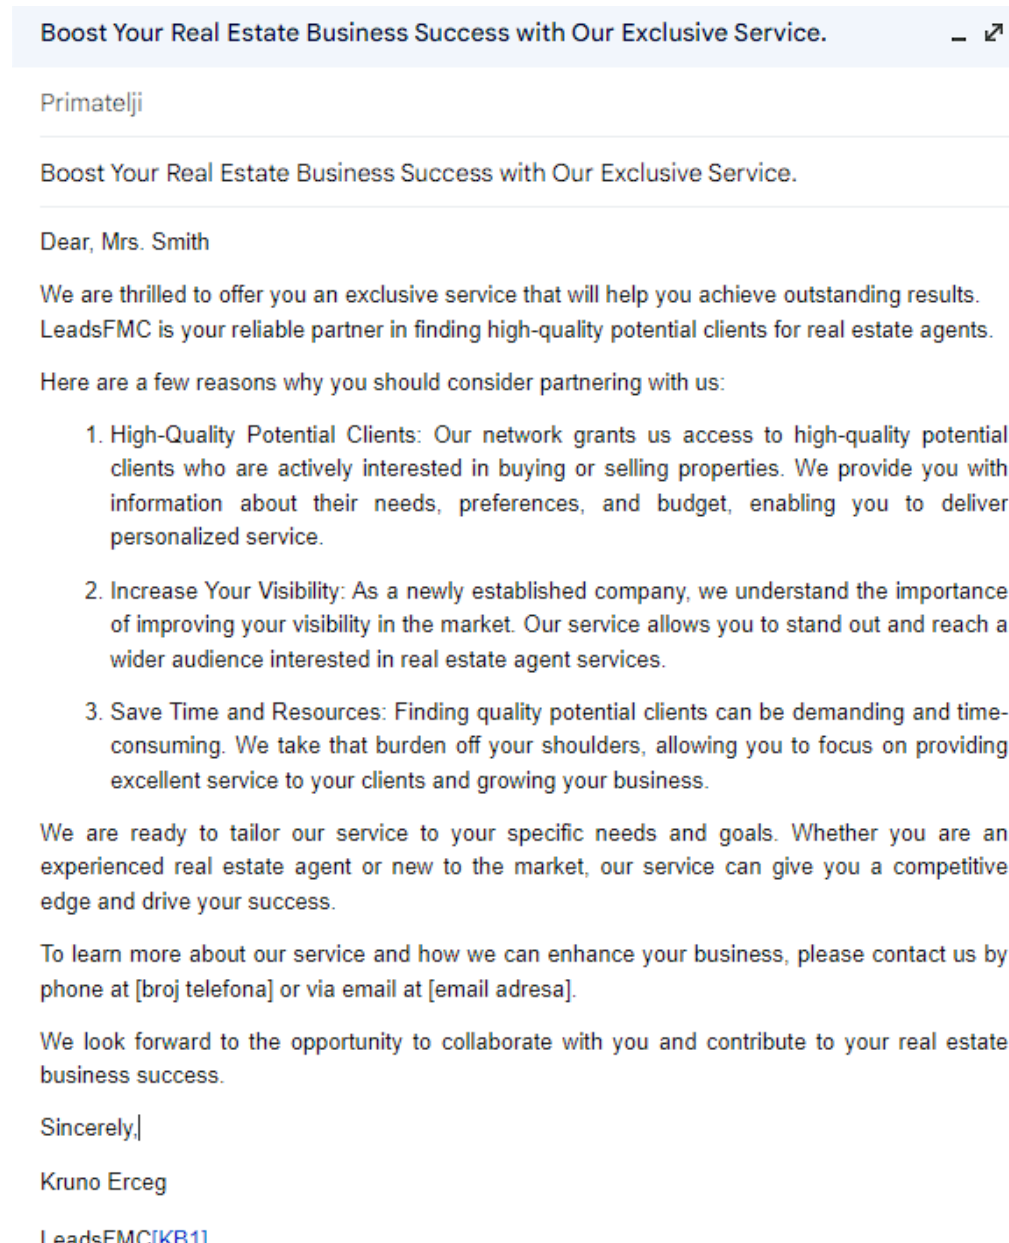 Boost Your Real Estate Business Success with Our Exclusive Service.
Primatelji
Boost Your Real Estate Business Success with Our Exclusive Service.
Dear, Mrs. Smith
We are thrilled to offer you an exclusive service that will help you achieve outstanding results.
LeadsFMC is your reliable partner in finding high-quality potential clients for real estate agents.
Here are a few reasons why you should consider partnering with us:
1. High-Quality Potential Clients: Our network grants us access to high-quality potential
clients who are actively interested in buying or selling properties. We provide you with
information about their needs, preferences, and budget, enabling you to deliver
personalized service.
2. Increase Your Visibility: As a newly established company, we understand the importance
of improving your visibility in the market. Our service allows you to stand out and reach a
wider audience interested in real estate agent services.
3. Save Time and Resources: Finding quality potential clients can be demanding and time-
consuming. We take that burden off your shoulders, allowing you to focus on providing
excellent service to your clients and growing your business.
We are ready to tailor our service to your specific needs and goals. Whether you are an
experienced real estate agent or new to the market, our service can give you a competitive
edge and drive your success.
To learn more about our service and how we can enhance your business, please contact us by
phone at [broj telefona] or via email at [email adresa].
We look forward to the opportunity to collaborate with you and contribute to your real estate
business success.
Sincerely,
Kruno Erceg
LeadsFMC[KB1]